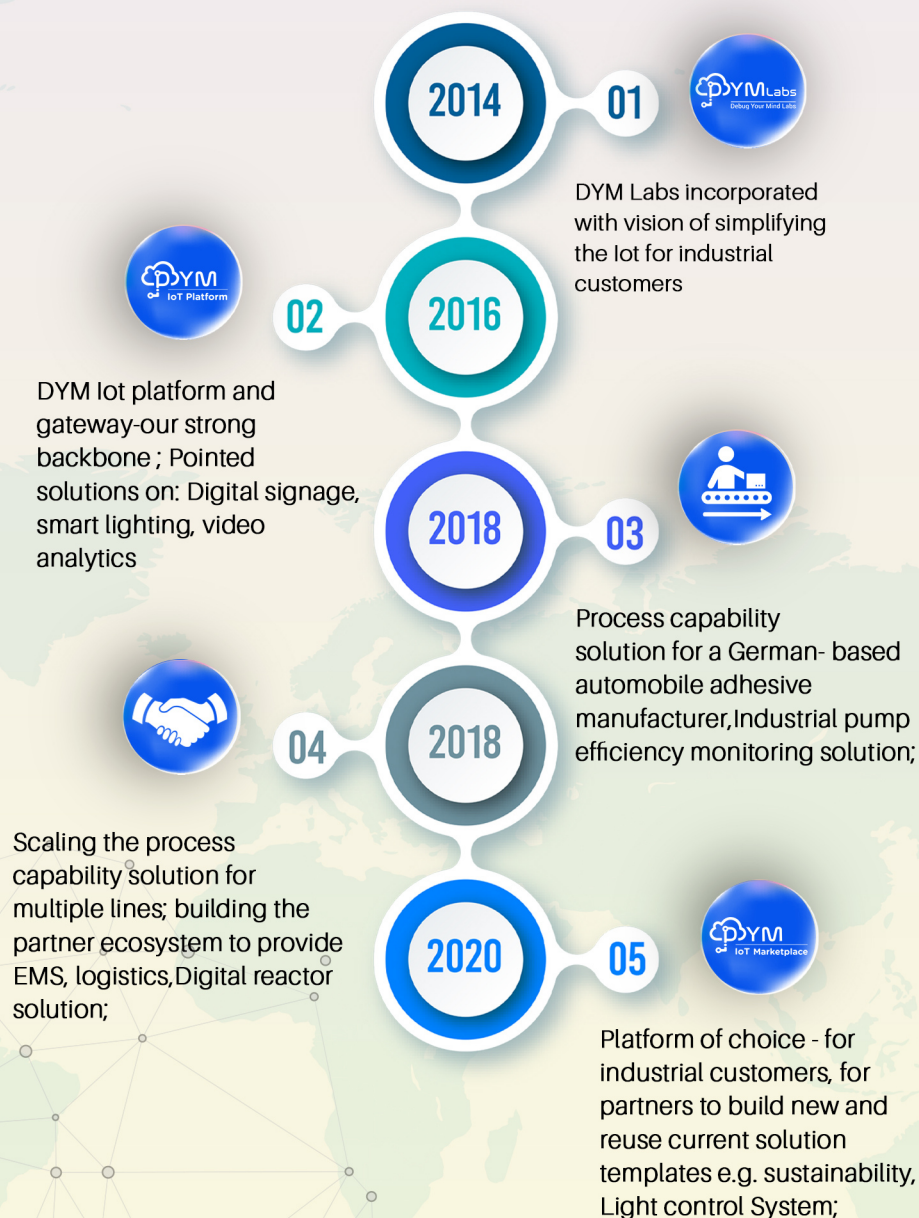 2014
01
DYM Labs
Debug Your Mind Labs
DYM Labs incorporated
with vision of simplifying
the Iot for industrial
customers
DYM
IoT Platform
02
2016
DYM Iot platform and
gateway-our strong
backbone ; Pointed
solutions on: Digital signage,
smart lighting, video
analytics
2018
03
Process capability
solution for a German- based
automobile adhesive
manufacturer,Industrial pump
efficiency monitoring solution;
04
2018
Scaling the process
capability solution for
multiple lines; building the
partner ecosystem to provide
EMS, logistics,Digital reactor
solution;
2020
05
DYM
IoT Marketplace
Platform of choice - for
industrial customers, for
partners to build new and
reuse current solution
templates e.g. sustainability,
Light control System;